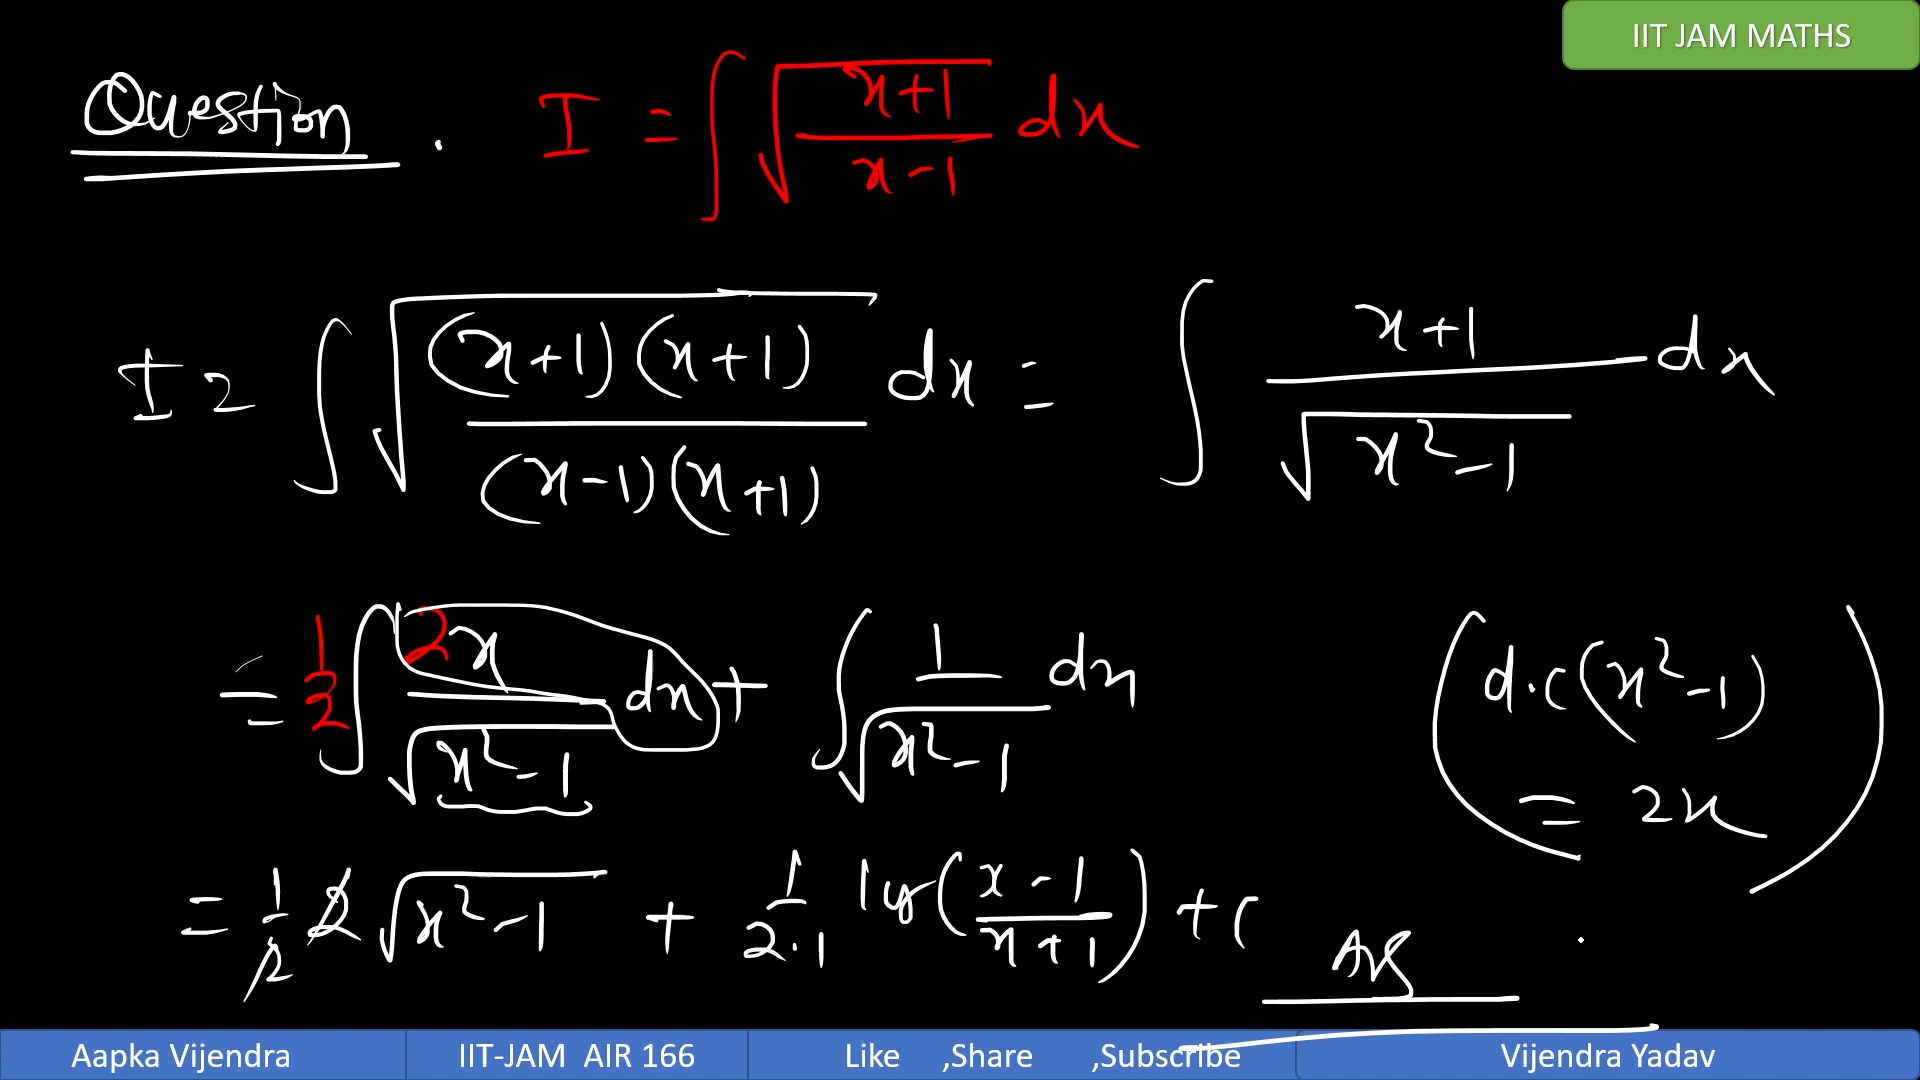 IIT JAM MATHS
Question . I = ∫ √((x+1)/(x-1)) dx
I = ∫ √((x+1)(x+1)/((x-1)(x+1))) dx = ∫ (x+1)/√(x²-1) dx
= 1/2 ∫ 2x/√(x²-1) dx + ∫ 1/√(x²-1) dx
(d.c(x²-1)
= 2x)
= 1/2 2 √(x²-1) + 1/(2.1) log((x-1)/(x+1)) + C
Ans
Aapka Vijendra IIT-JAM AIR 166 Like ,Share ,Subscribe Vijendra Yadav